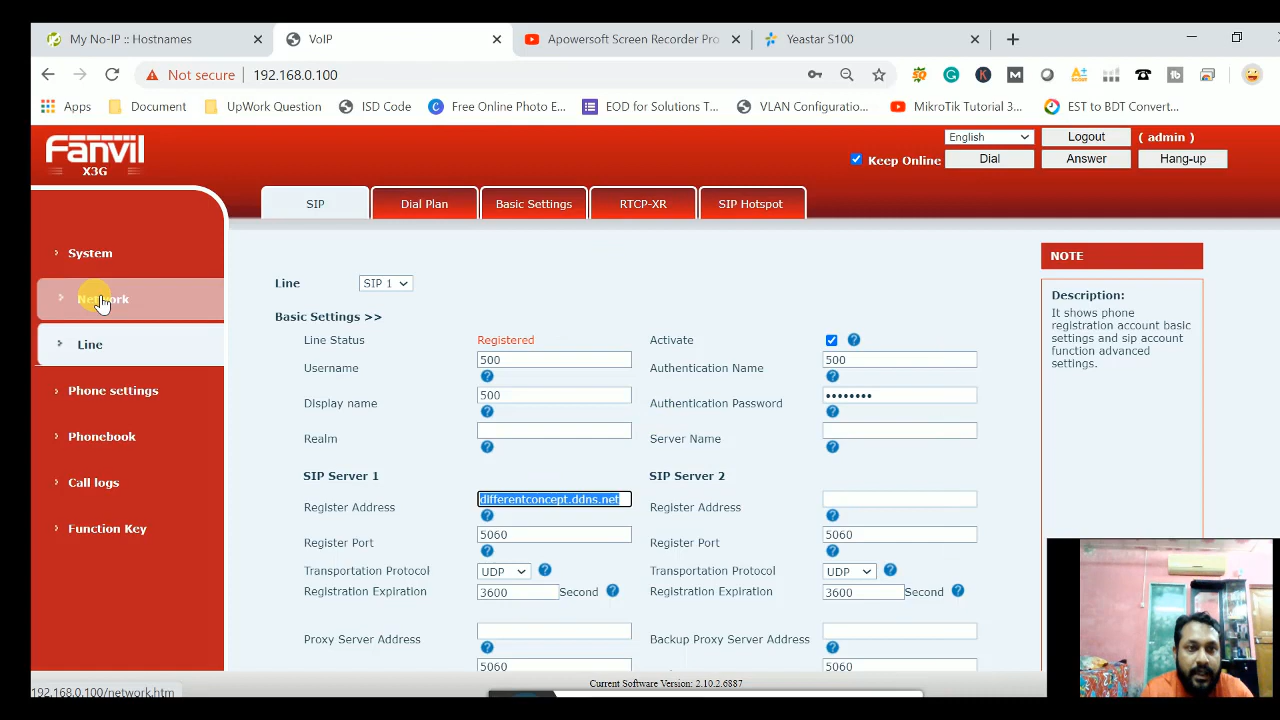 My No-IP :: Hostnames
VoIP
Apowersoft Screen Recorder Pro
Yeastar S100
Not secure
192.168.0.100
Apps
Document
UpWork Question
ISD Code
Free Online Photo E...
EOD for Solutions T...
VLAN Configuratio...
MikroTik Tutorial 3...
EST to BDT Convert...
Fanvil
X3G
English
Logout
( admin )
Keep Online
Dial
Answer
Hang-up
SIP
Dial Plan
Basic Settings
RTCP-XR
SIP Hotspot
System
Network
Line
Phone settings
Phonebook
Call logs
Function Key
Line
SIP 1
Basic Settings >>
Line Status
Registered
Activate
Username
500
Authentication Name
500
Display name
500
Authentication Password
••••••••
Realm
Server Name
SIP Server 1
SIP Server 2
Register Address
differentconcept.ddns.net
Register Address
Register Port
5060
Register Port
5060
Transportation Protocol
UDP
Transportation Protocol
UDP
Registration Expiration
3600
Second
Registration Expiration
3600
Second
Proxy Server Address
Backup Proxy Server Address
5060
5060
NOTE
Description:
It shows phone
registration account basic
settings and sip account
function advanced
settings.
192.168.0.100/network.htm
Current Software Version: 2.10.2.6887